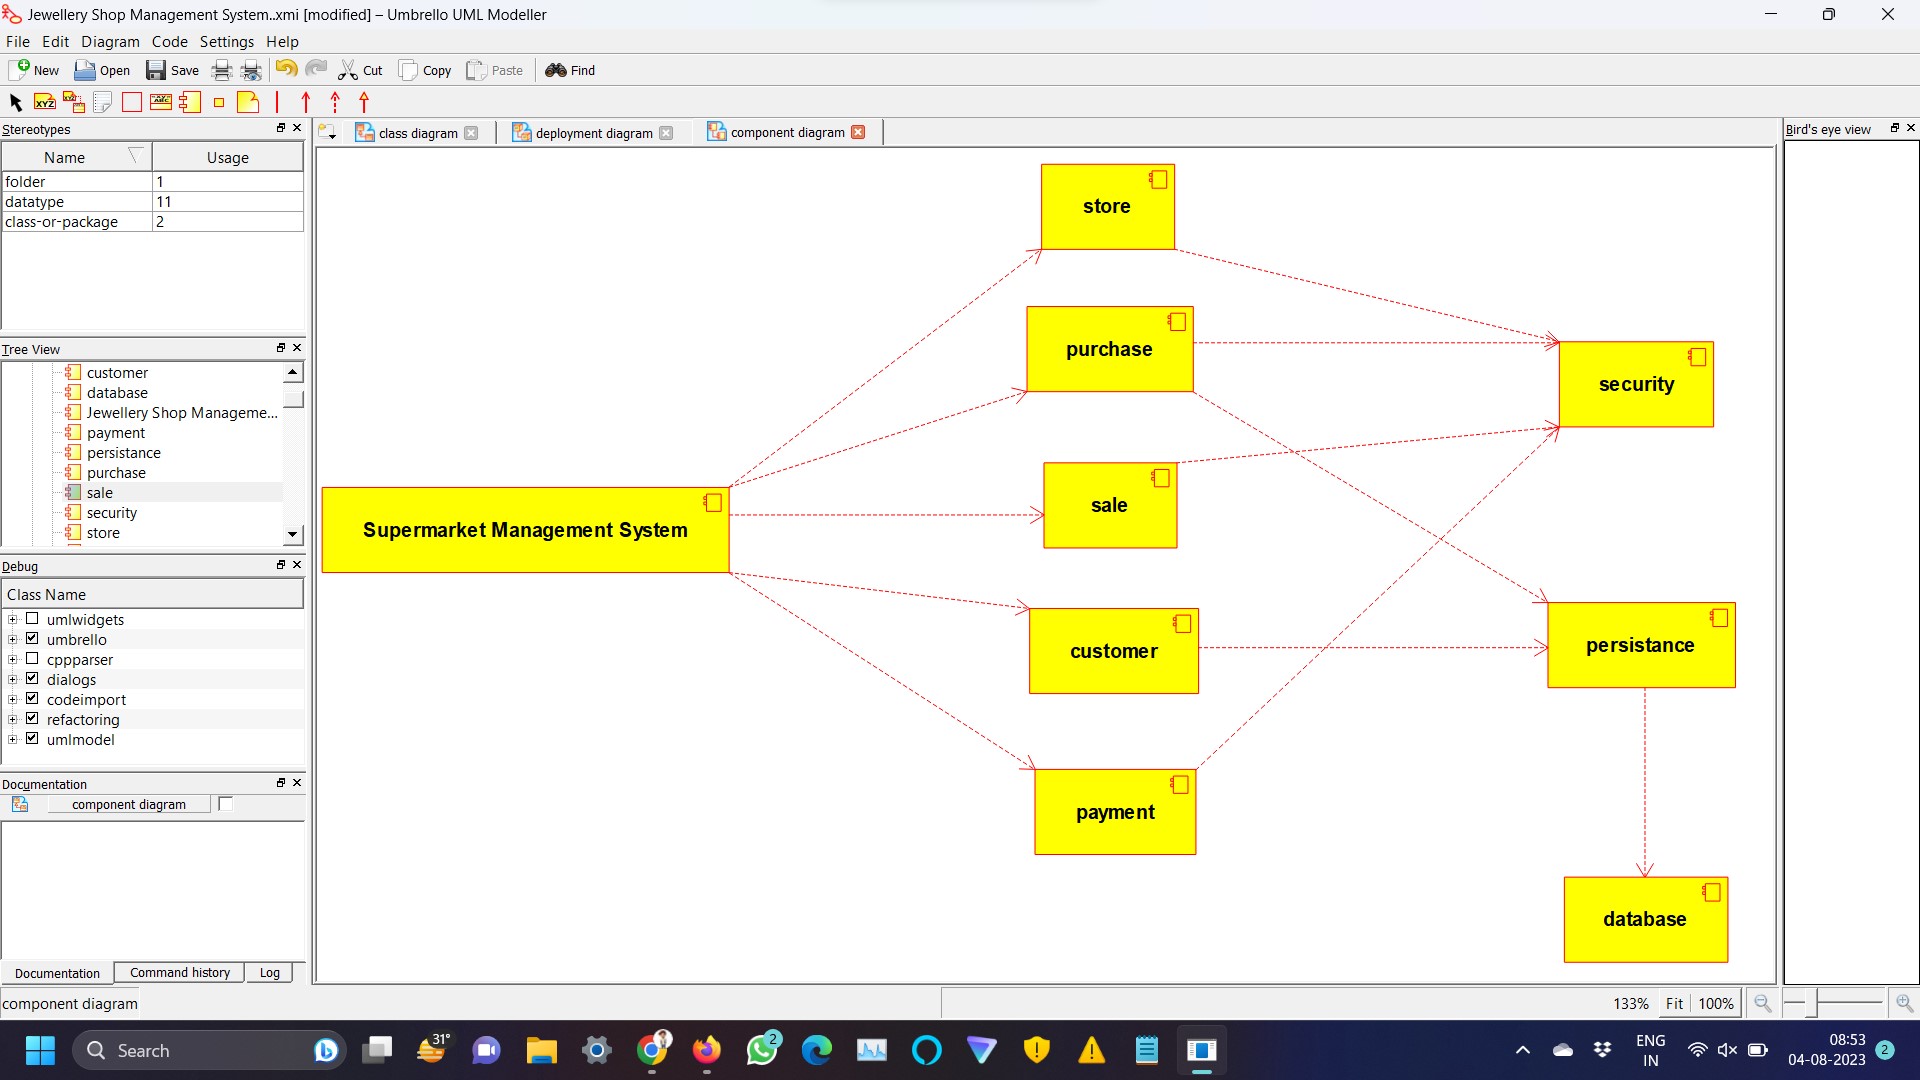 Jewellery Shop Management System..xmi [modified] – Umbrello UML Modeller
File Edit Diagram Code Settings Help
New Open Save Cut Copy Paste Find
XYZ
Stereotypes
Name Usage
folder 1
datatype 11
class-or-package 2
Tree View
customer
database
Jewellery Shop Manageme...
payment
persistance
purchase
sale
security
store
Debug
Class Name
umlwidgets
umbrello
cppparser
dialogs
codeimport
refactoring
umlmodel
Documentation
component diagram
Documentation Command history Log
class diagram deployment diagram component diagram
store
purchase
security
sale
Supermarket Management System
customer
persistance
payment
database
Bird's eye view
component diagram
133% Fit 100%
Search
31°
2
ENG
IN
08:53
04-08-2023
2